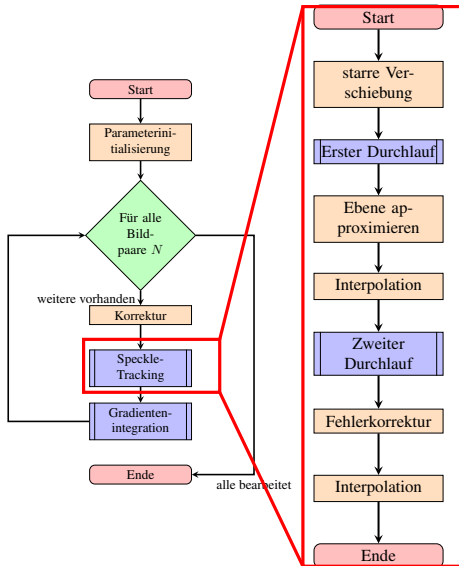 Start
Parameterini-
tialisierung
Für alle
Bild-
paare N
weitere vorhanden
Korrektur
Speckle-
Tracking
Gradienten-
integration
Ende
alle bearbeitet
Start
starre Ver-
schiebung
Erster Durchlauf
Ebene ap-
proximieren
Interpolation
Zweiter
Durchlauf
Fehlerkorrektur
Interpolation
Ende